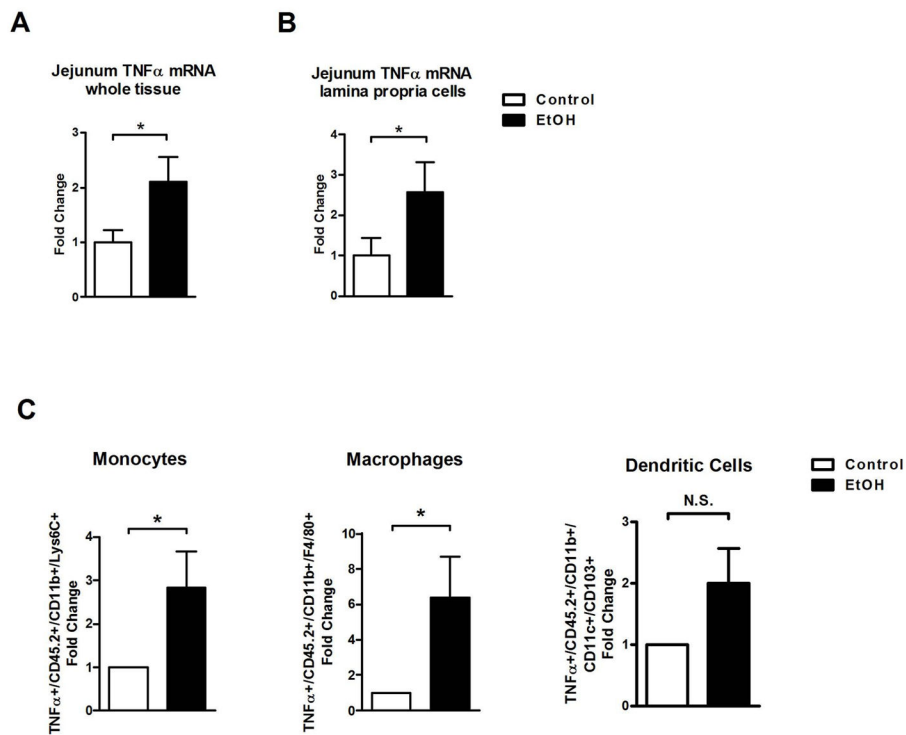 A
Jejunum TNFα mRNA
whole tissue
*
3
2
1
0
Fold Change
B
Jejunum TNFα mRNA
lamina propria cells
*
4
3
2
1
0
Fold Change
Control
EtOH
C
Monocytes
*
4
3
2
1
0
TNFα+/CD45.2+/CD11b+/Lys6C+
Fold Change
Macrophages
*
10
8
6
4
2
0
TNFα+/CD45.2+/CD11b+/F4/80+
Fold Change
Dendritic Cells
N.S.
3
2
1
0
TNFα+/CD45.2+/CD11b+/
CD11c+/CD103+
Fold Change
Control
EtOH